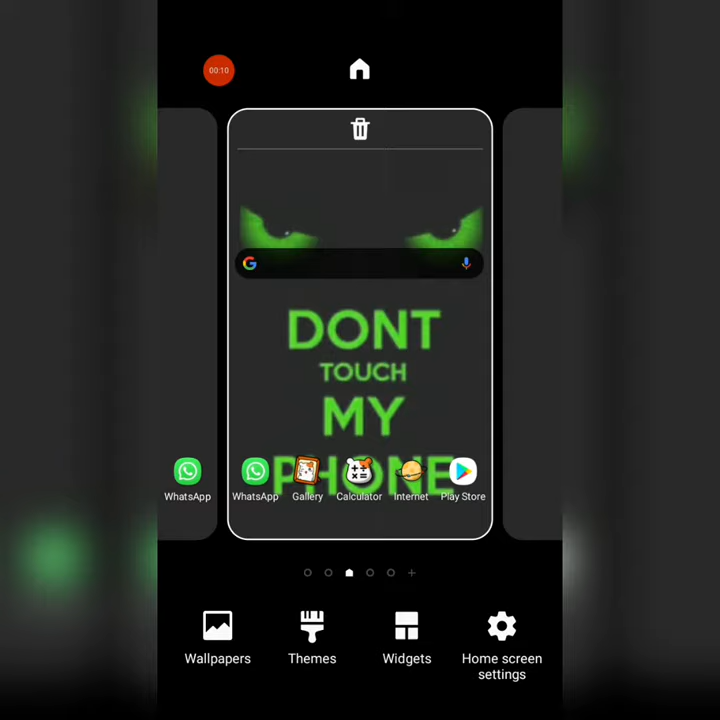 00:10
G
DONT
TOUCH
MY
PHONE
WhatsApp
WhatsApp
Gallery
Calculator
Internet
Play Store
Wallpapers
Themes
Widgets
Home screen
settings